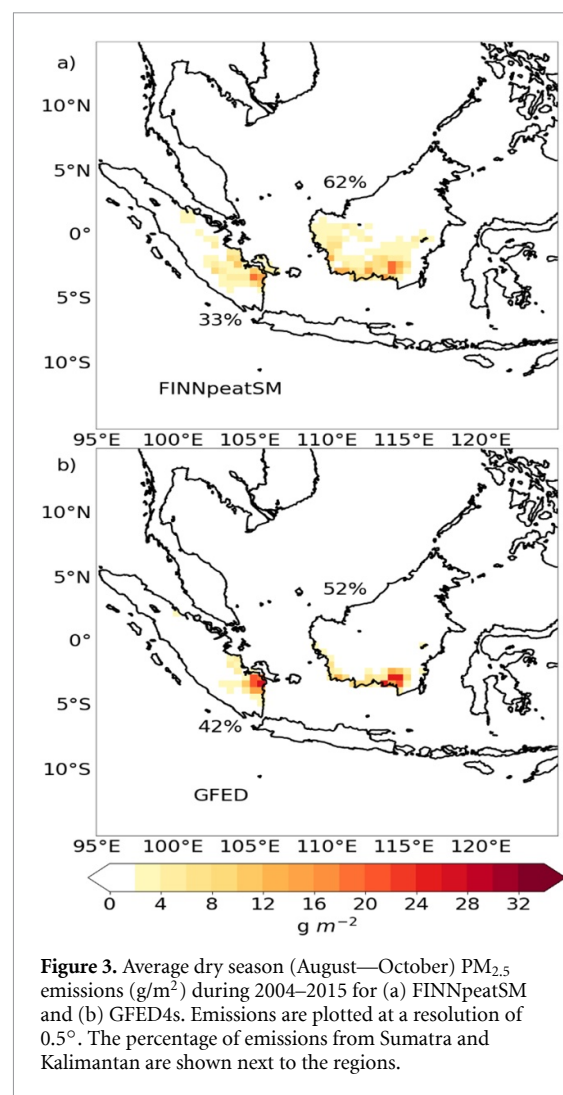 a)
10°N
5°N
62%
0°
5°S
33%
10°S
FINNpeatSM
95°E 100°E 105°E 110°E 115°E 120°E
b)
10°N
5°N
52%
0°
5°S
42%
10°S
GFED
95°E 100°E 105°E 110°E 115°E 120°E
0 4 8 12 16 20 24 28 32
g m⁻²
Figure 3. Average dry season (August—October) PM₂.₅
emissions (g/m²) during 2004–2015 for (a) FINNpeatSM
and (b) GFED4s. Emissions are plotted at a resolution of
0.5°. The percentage of emissions from Sumatra and
Kalimantan are shown next to the regions.